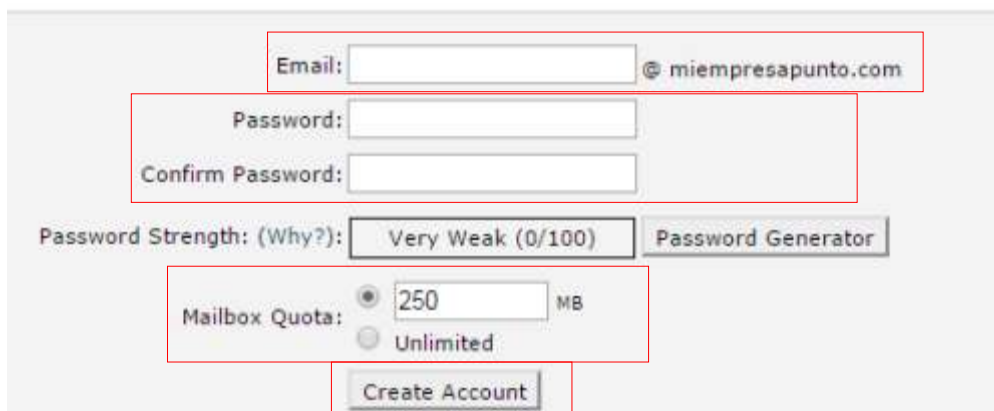 Email: @ miempresapunto.com
Password:
Confirm Password:
Password Strength: (Why?): Very Weak (0/100) Password Generator
Mailbox Quota: 250 MB
Unlimited
Create Account